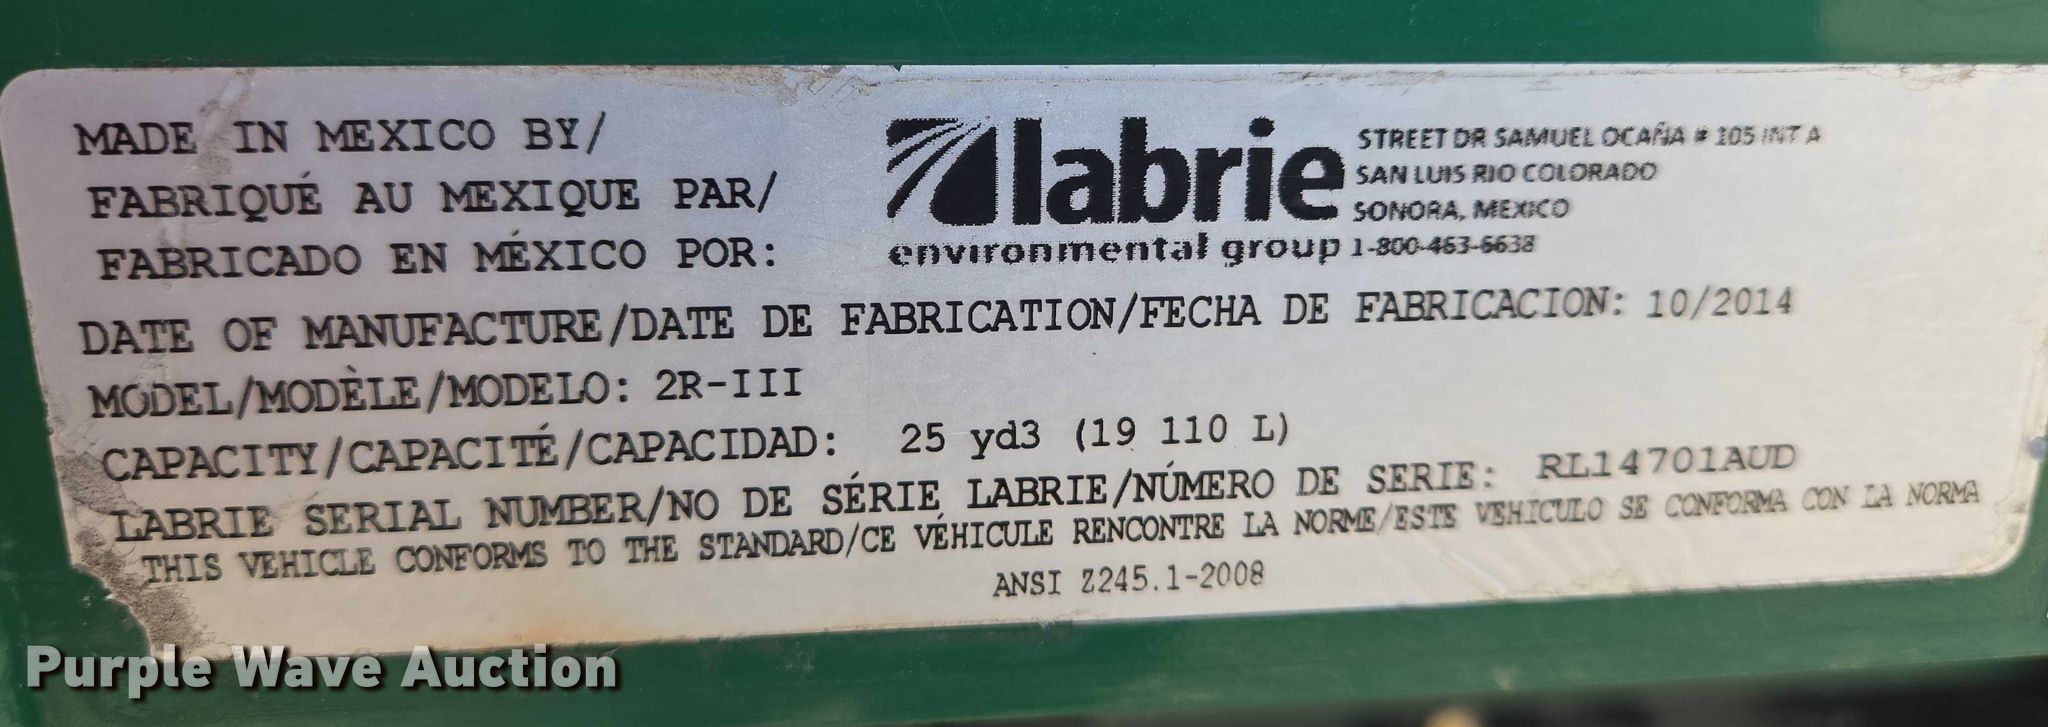 MADE IN MEXICO BY/
FABRIQUÉ AU MEXIQUE PAR/
FABRICADO EN MÉXICO POR:
labrie
environmental group
STREET DR SAMUEL OCAÑA # 105 INT A
SAN LUIS RIO COLORADO
SONORA, MEXICO
1-800-463-6638
DATE OF MANUFACTURE/DATE DE FABRICATION/FECHA DE FABRICACION: 10/2014
MODEL/MODÈLE/MODELO: 2R-III
CAPACITY/CAPACITÉ/CAPACIDAD: 25 yd3 (19 110 L)
LABRIE SERIAL NUMBER/NO DE SÉRIE LABRIE/NÚMERO DE SERIE: RL14701AUD
THIS VEHICLE CONFORMS TO THE STANDARD/CE VÉHICULE RENCONTRE LA NORME/ESTE VEHÍCULO SE CONFORMA CON LA NORMA
ANSI Z245.1-2008
Purple Wave Auction